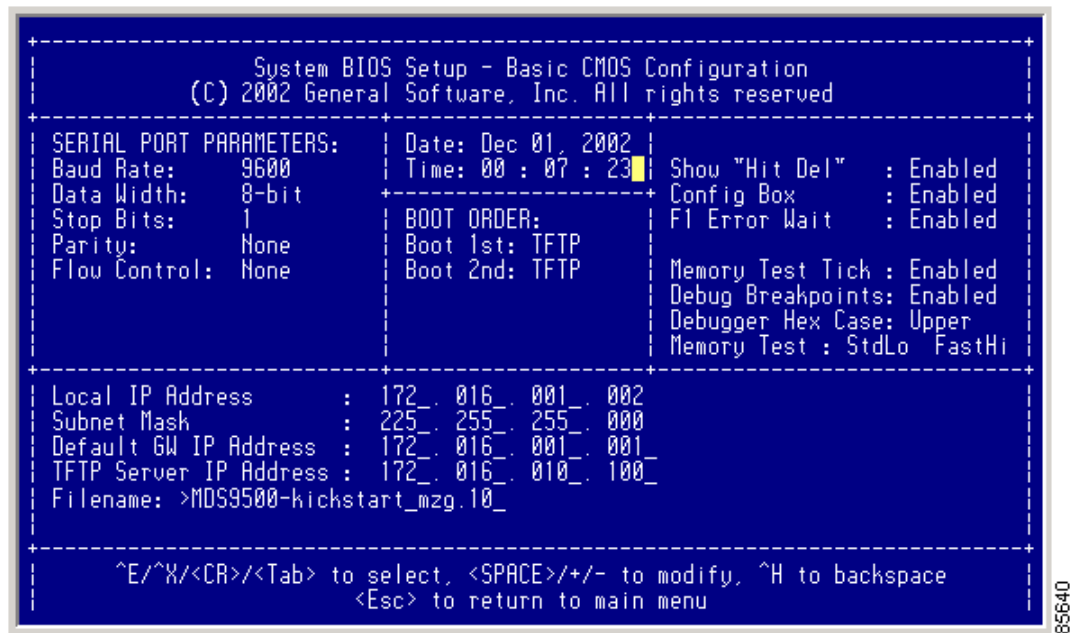 System BIOS Setup - Basic CMOS Configuration
(C) 2002 General Software, Inc. All rights reserved
SERIAL PORT PARAMETERS:
Baud Rate: 9600
Data Width: 8-bit
Stop Bits: 1
Parity: None
Flow Control: None
Date: Dec 01, 2002
Time: 00 : 07 : 23
BOOT ORDER:
Boot 1st: TFTP
Boot 2nd: TFTP
Show "Hit Del" : Enabled
Config Box : Enabled
F1 Error Wait : Enabled
Memory Test Tick : Enabled
Debug Breakpoints: Enabled
Debugger Hex Case: Upper
Memory Test : StdLo FastHi
Local IP Address : 172_. 016_. 001_. 002
Subnet Mask : 225_. 255_. 255_. 000
Default GW IP Address : 172_. 016_. 001_. 001_
TFTP Server IP Address : 172_. 016_. 010_. 100_
Filename: >MDS9500-kickstart_mzg.10_
^E/^X/<CR>/<Tab> to select, <SPACE>/+/- to modify, ^H to backspace
<Esc> to return to main menu
85640